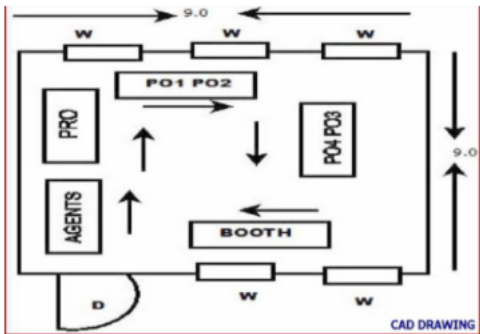 9.0
W
W
W
PO1 PO2
PRO
PO4 PO3
9.0
AGENTS
BOOTH
D
W
W
CAD DRAWING